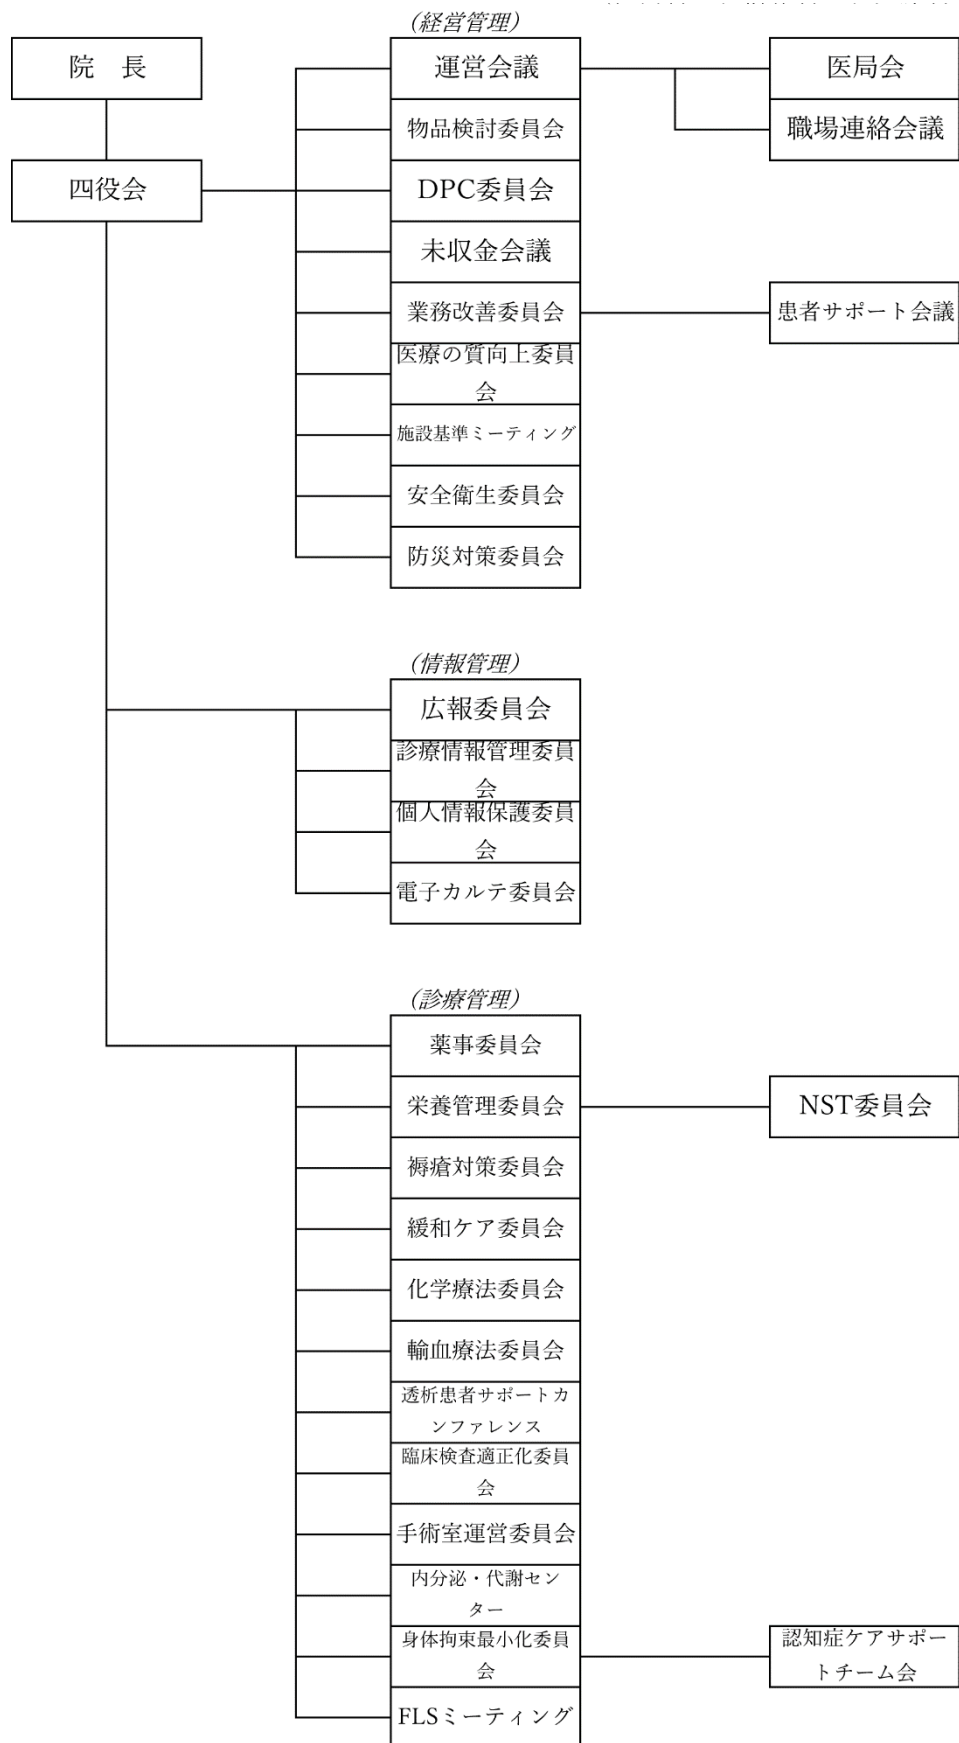 (経営管理)
院　長
運営会議
医局会
物品検討委員会
職場連絡会議
四役会
DPC委員会
未収金会議
業務改善委員会
患者サポート会議
医療の質向上委員
会
施設基準ミーティング
安全衛生委員会
防災対策委員会
(情報管理)
広報委員会
診療情報管理委員
会
個人情報保護委員
会
電子カルテ委員会
(診療管理)
薬事委員会
栄養管理委員会
NST委員会
褥瘡対策委員会
緩和ケア委員会
化学療法委員会
輸血療法委員会
透析患者サポートカ
ンファレンス
臨床検査適正化委員
会
手術室運営委員会
内分泌・代謝セン
ター
身体拘束最小化委員
会
認知症ケアサポー
トチーム会
FLSミーティング